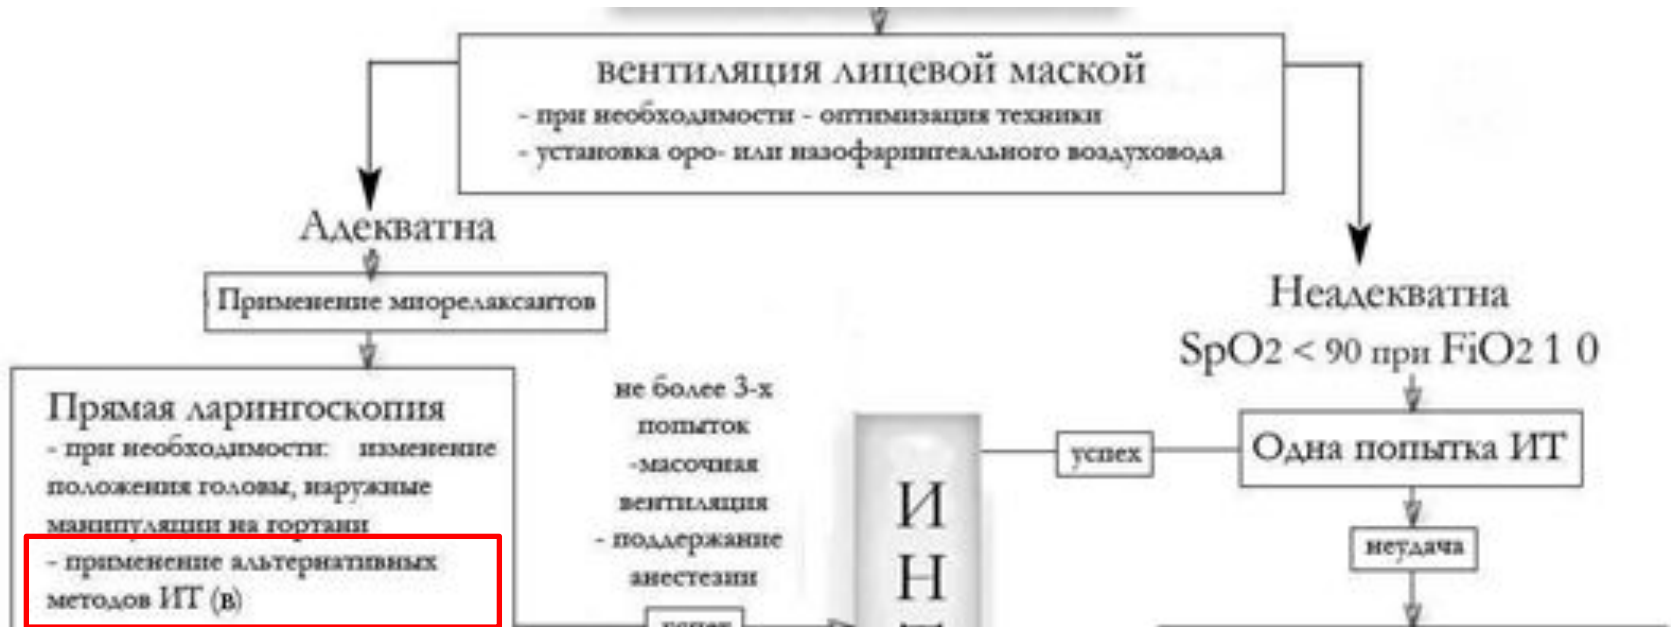 вентиляция лицевой маской
- при необходимости - оптимизация техники
- установка оро- или назофарингеального воздуховода
Адекватна
Применение миорелаксантов
Неадекватна
SpO2 < 90 при FiO2 1 0
Прямая ларингоскопия
- при необходимости: изменение
положения головы, наружные
манипуляции на гортани
- применение альтернативных
методов ИТ (в)
не более 3-х
попыток
-масочная
вентиляция
- поддержание
анестезии
успех
И
Н
успех
Одна попытка ИТ
неудача